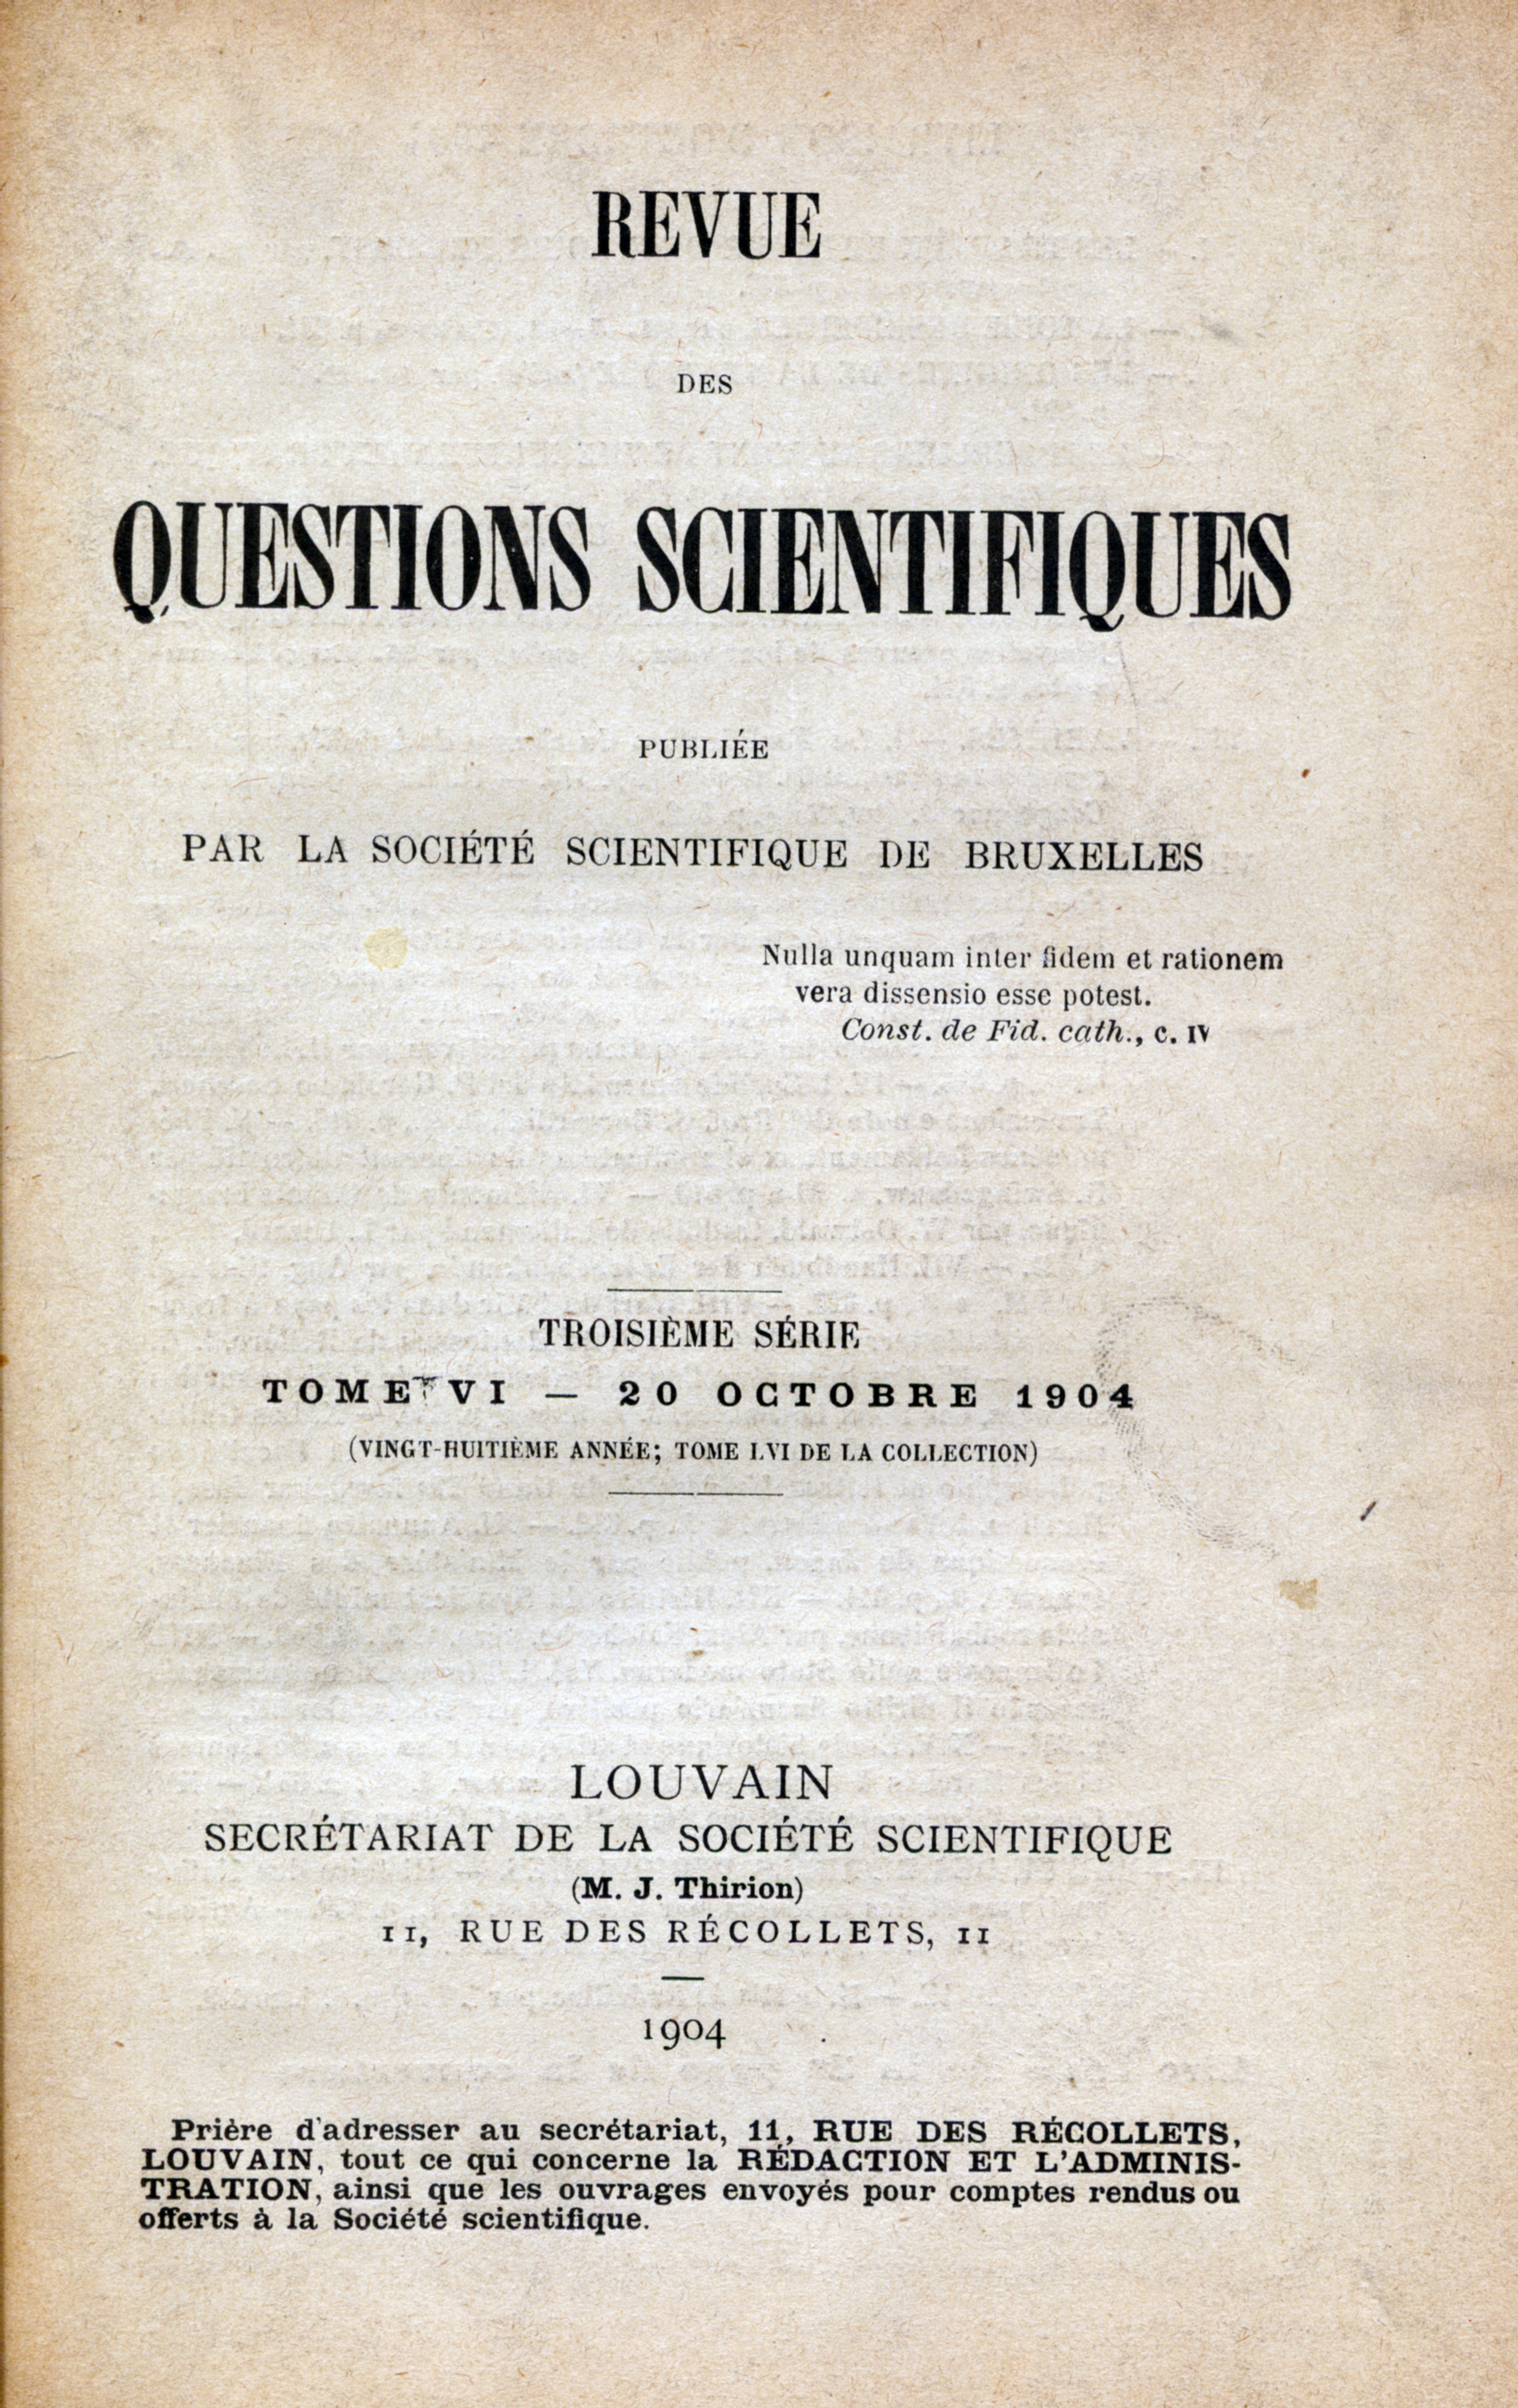 REVUE
DES
QUESTIONS SCIENTIFIQUES
PUBLIÉE
PAR LA SOCIÉTÉ SCIENTIFIQUE DE BRUXELLES
Nulla unquam inter fidem et rationem
vera dissensio esse potest.
Const. de Fid. cath., c. IV
TROISIÈME SÉRIE
TOME VI — 20 OCTOBRE 1904
(VINGT-HUITIÈME ANNÉE; TOME LVI DE LA COLLECTION)
LOUVAIN
SECRÉTARIAT DE LA SOCIÉTÉ SCIENTIFIQUE
(M. J. Thirion)
11, RUE DES RÉCOLLETS, 11
1904
Prière d'adresser au secrétariat, 11, RUE DES RÉCOLLETS,
LOUVAIN, tout ce qui concerne la RÉDACTION ET L'ADMINIS-
TRATION, ainsi que les ouvrages envoyés pour comptes rendus ou
offerts à la Société scientifique.